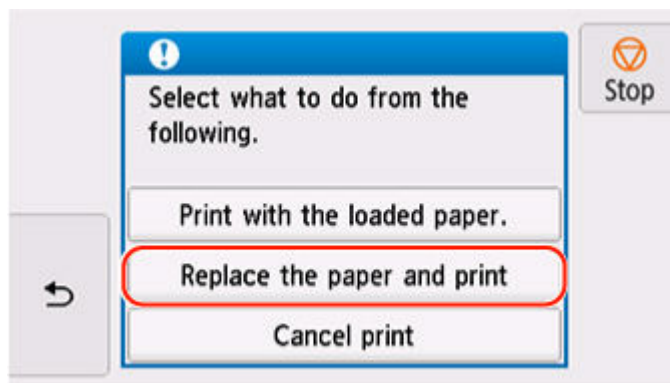 Select what to do from the
following.
Stop
Print with the loaded paper.
Replace the paper and print
Cancel print